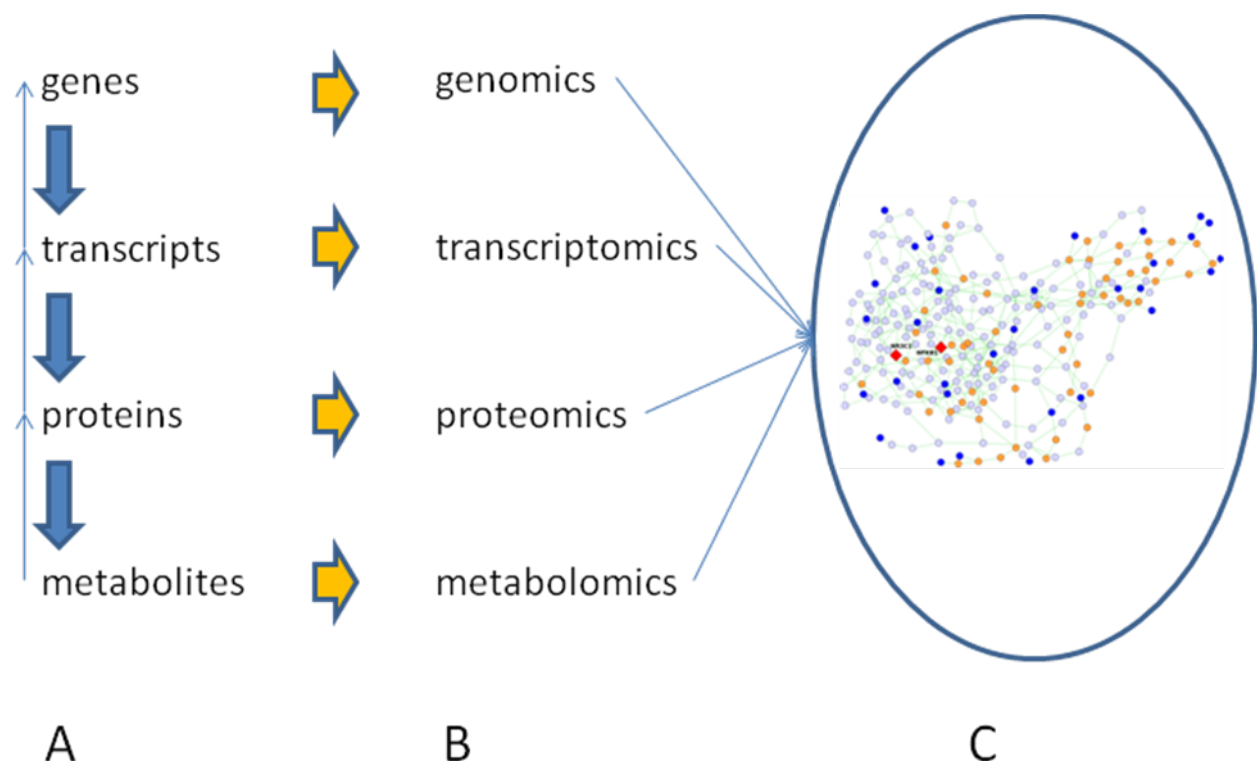 genes genomics
transcripts transcriptomics
proteins proteomics
metabolites metabolomics
A B C